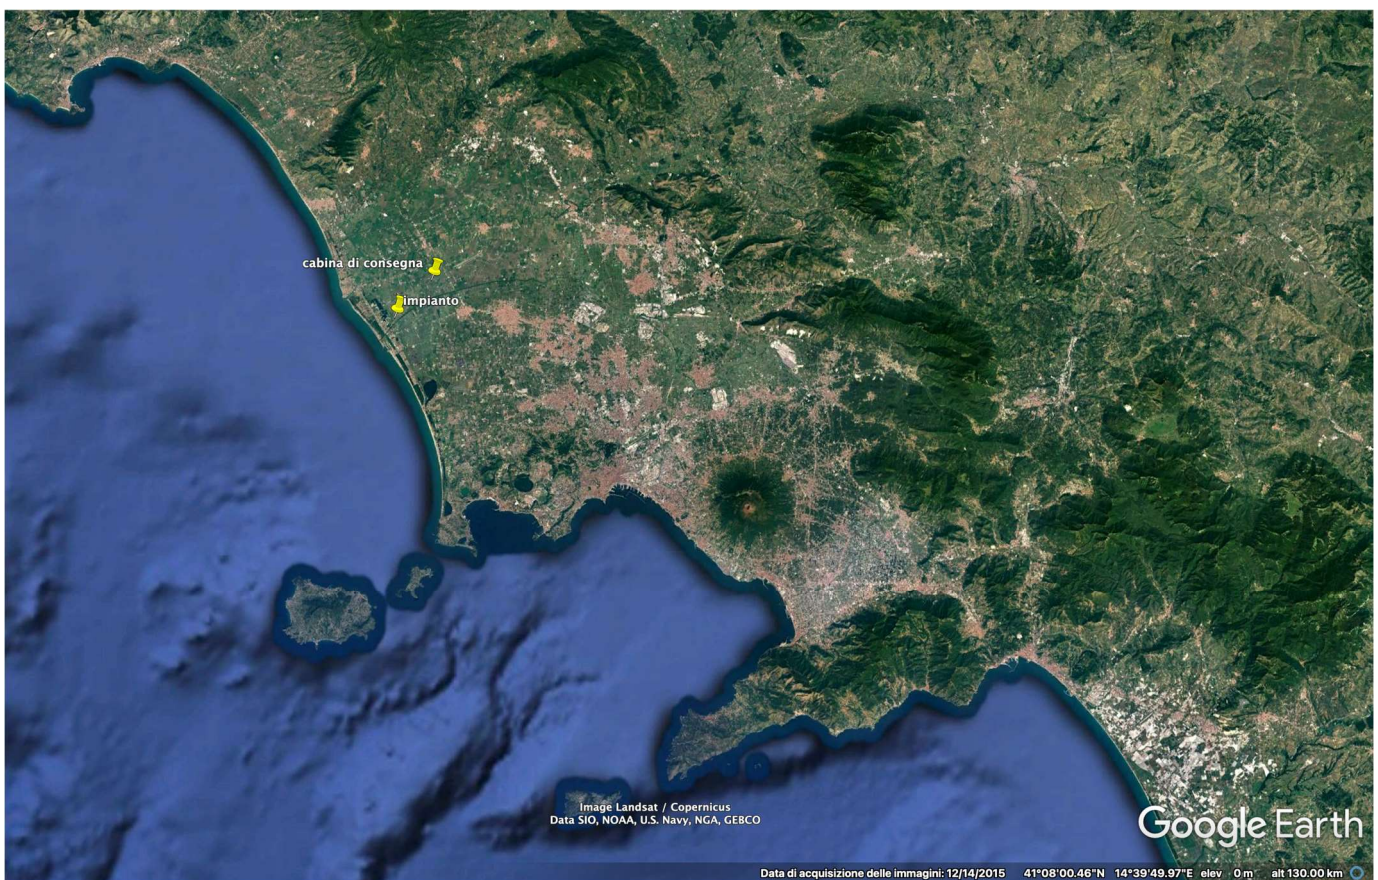 cabina di consegna
impianto
Image Landsat / Copernicus
Data SIO, NOAA, U.S. Navy, NGA, GEBCO
Google Earth
Data di acquisizione delle immagini: 12/14/2015 41°08'00.46"N 14°39'49.97"E elev 0 m alt 130.00 km